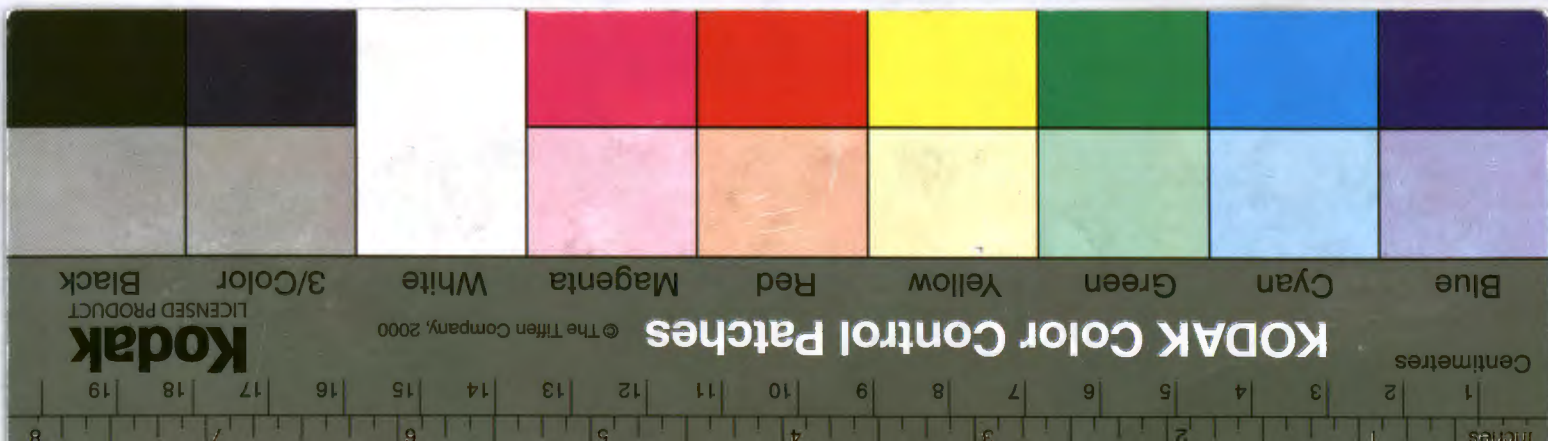 Inches 1 2 3 4 5 6 7 8
1 2 3 4 5 6 7 8 9 10 11 12 13 14 15 16 17 18 19
Centimetres
KODAK Color Control Patches
© The Tiffen Company, 2000
Kodak
LICENSED PRODUCT
Blue Cyan Green Yellow Red Magenta White 3/Color Black